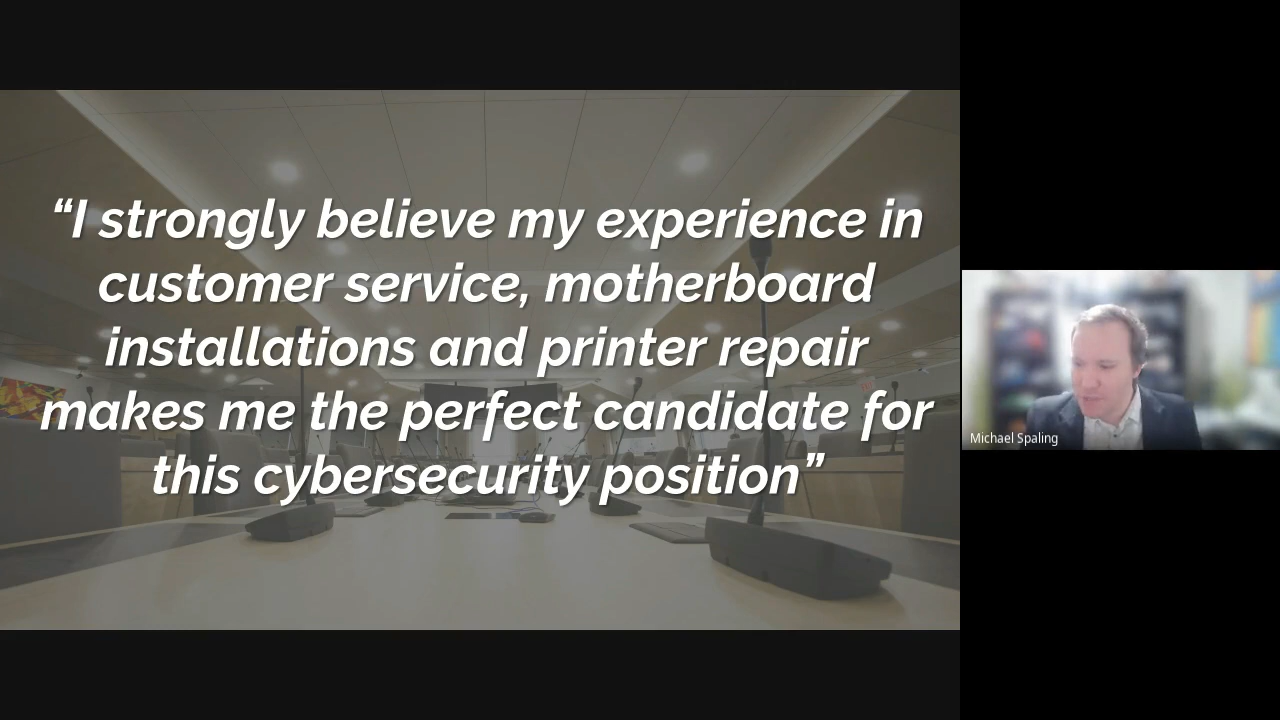 “I strongly believe my experience in
customer service, motherboard
installations and printer repair
makes me the perfect candidate for
this cybersecurity position”
Michael Spaling